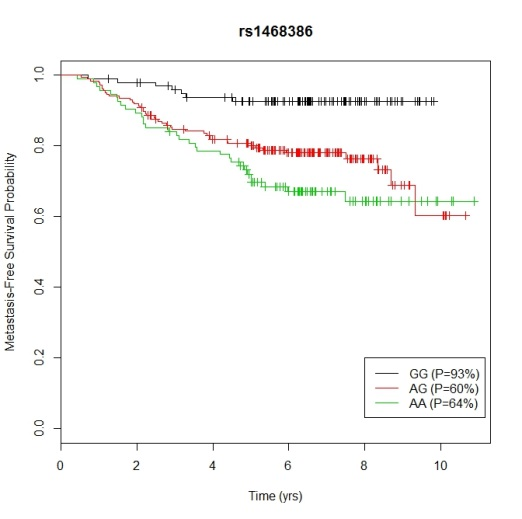 rs1468386
Metastasis-Free Survival Probability
1.0
0.8
0.6
0.4
0.2
0.0
GG (P=93%)
AG (P=60%)
AA (P=64%)
0 2 4 6 8 10
Time (yrs)